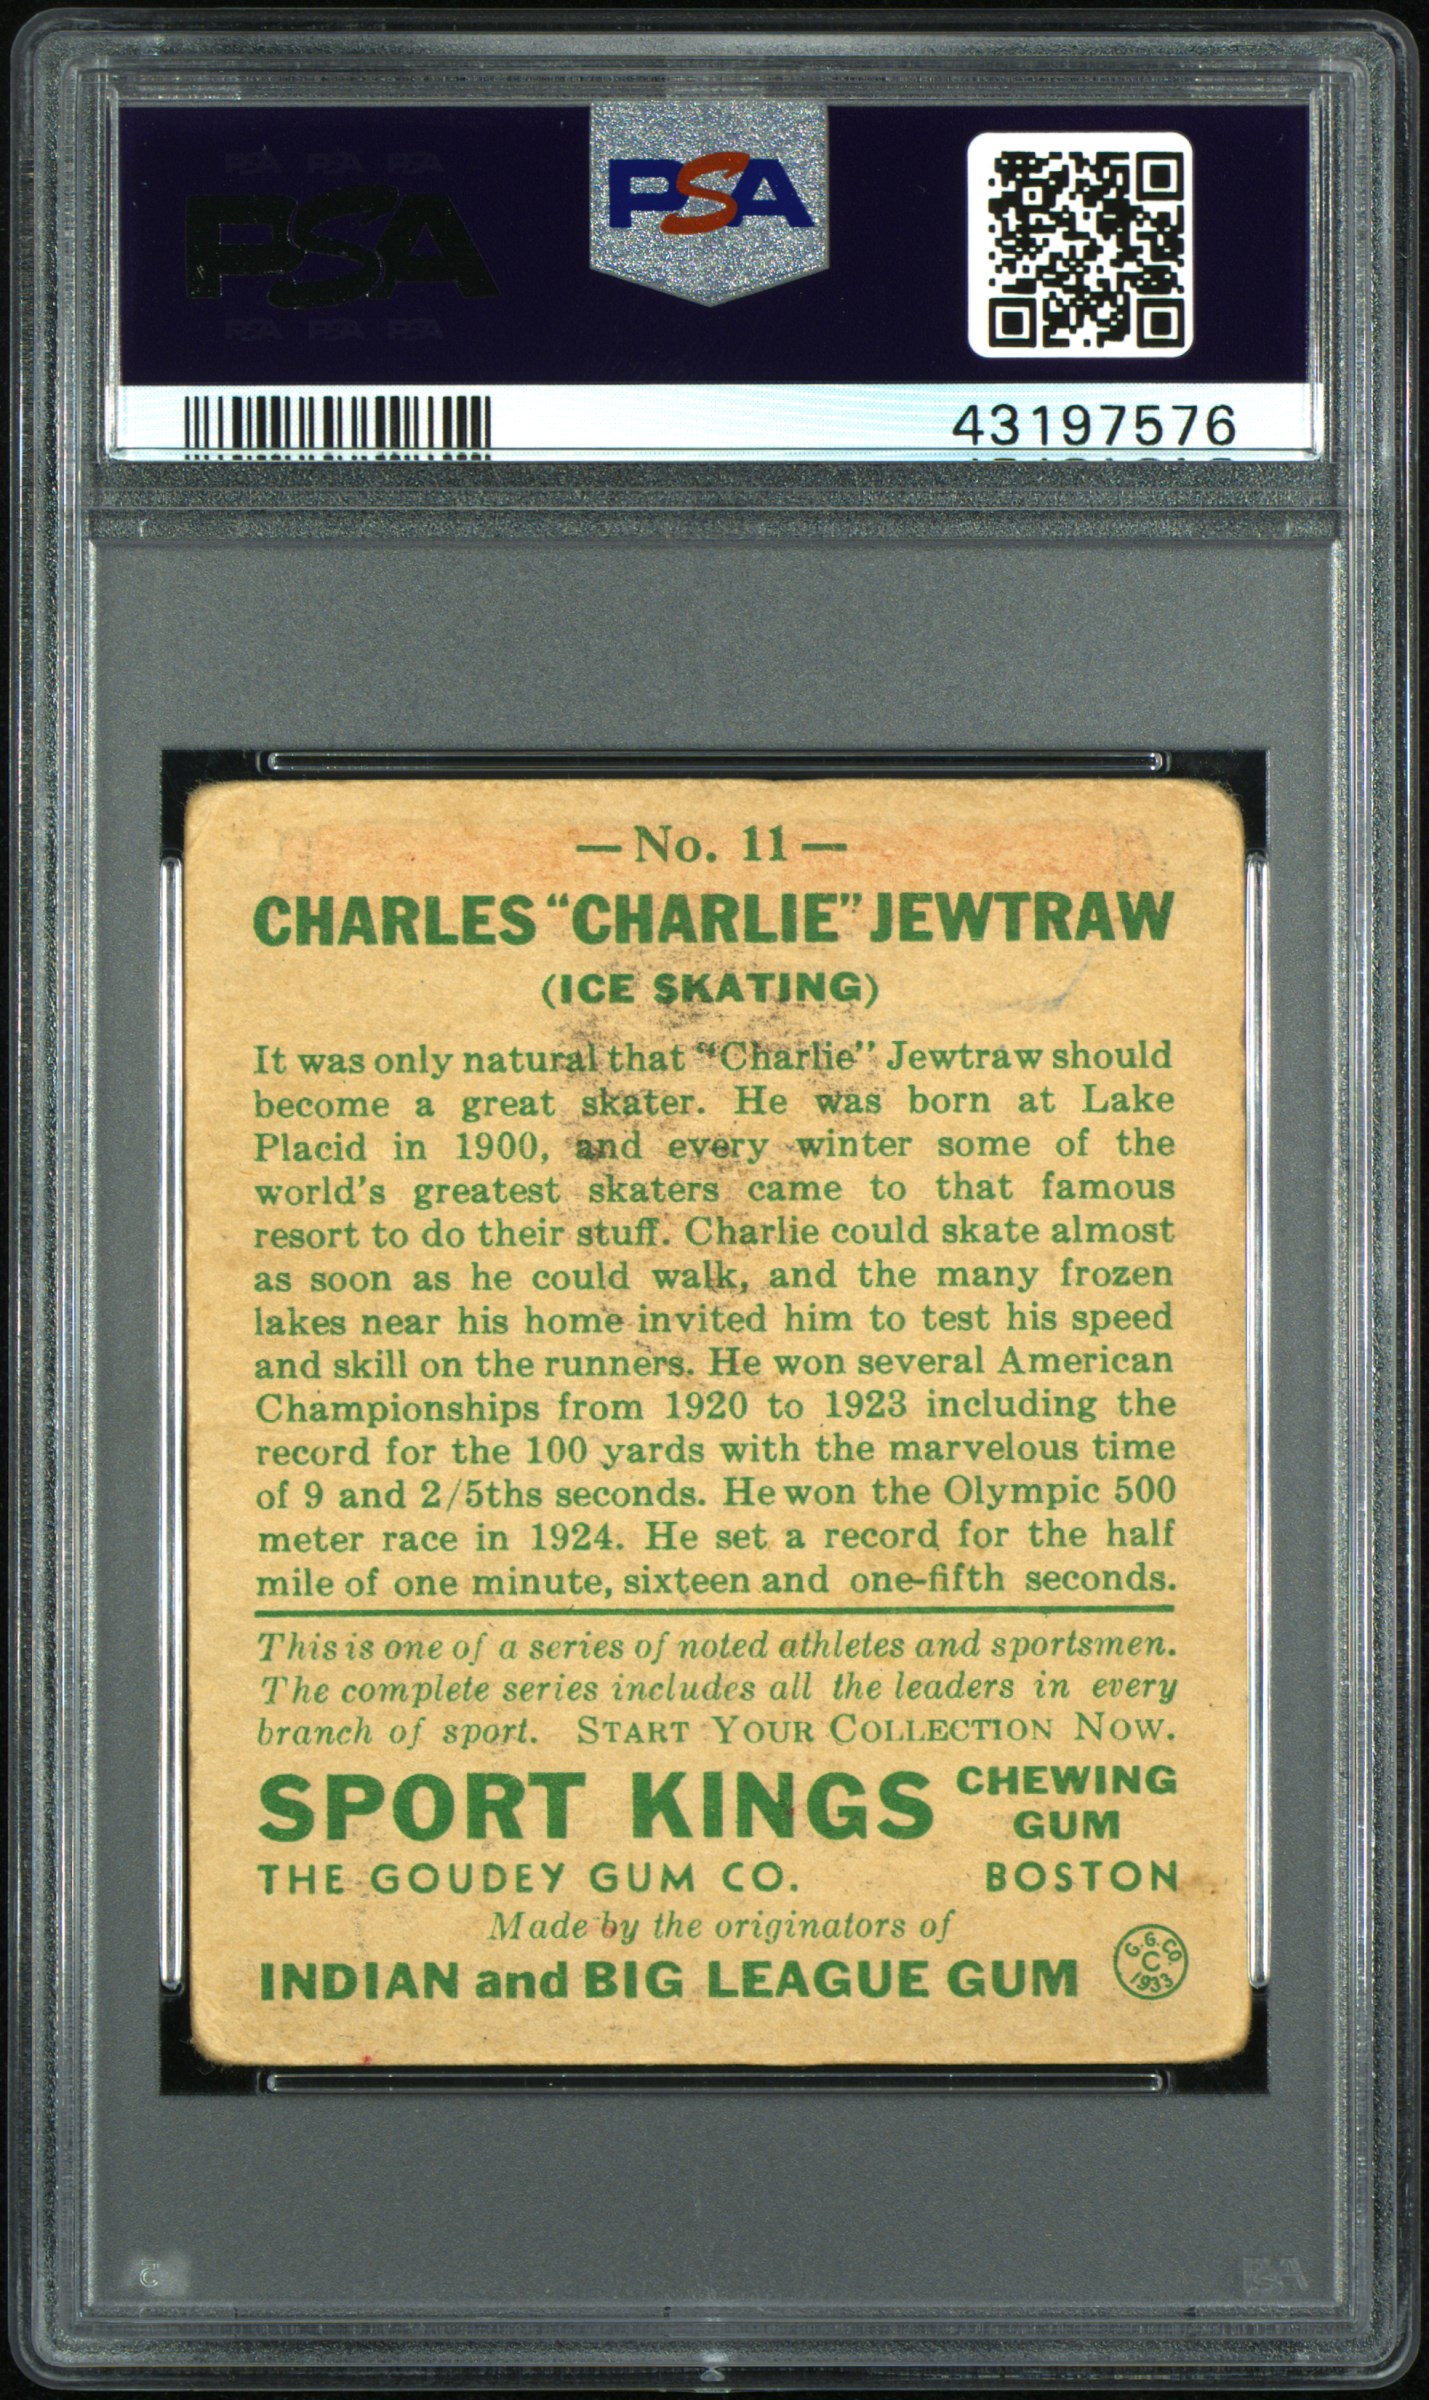 PSA PSA PSA
PSA
PSA
PSA PSA PSA
43197576
—No. 11—
CHARLES "CHARLIE" JEWTRAW
(ICE SKATING)
It was only natural that "Charlie" Jewtraw should
become a great skater. He was born at Lake
Placid in 1900, and every winter some of the
world's greatest skaters came to that famous
resort to do their stuff. Charlie could skate almost
as soon as he could walk, and the many frozen
lakes near his home invited him to test his speed
and skill on the runners. He won several American
Championships from 1920 to 1923 including the
record for the 100 yards with the marvelous time
of 9 and 2/5ths seconds. He won the Olympic 500
meter race in 1924. He set a record for the half
mile of one minute, sixteen and one-fifth seconds.
This is one of a series of noted athletes and sportsmen.
The complete series includes all the leaders in every
branch of sport. START YOUR COLLECTION NOW.
SPORT KINGS CHEWING GUM
THE GOUDEY GUM CO. BOSTON
Made by the originators of
INDIAN and BIG LEAGUE GUM
G. G. CO.
C
1933
PSA